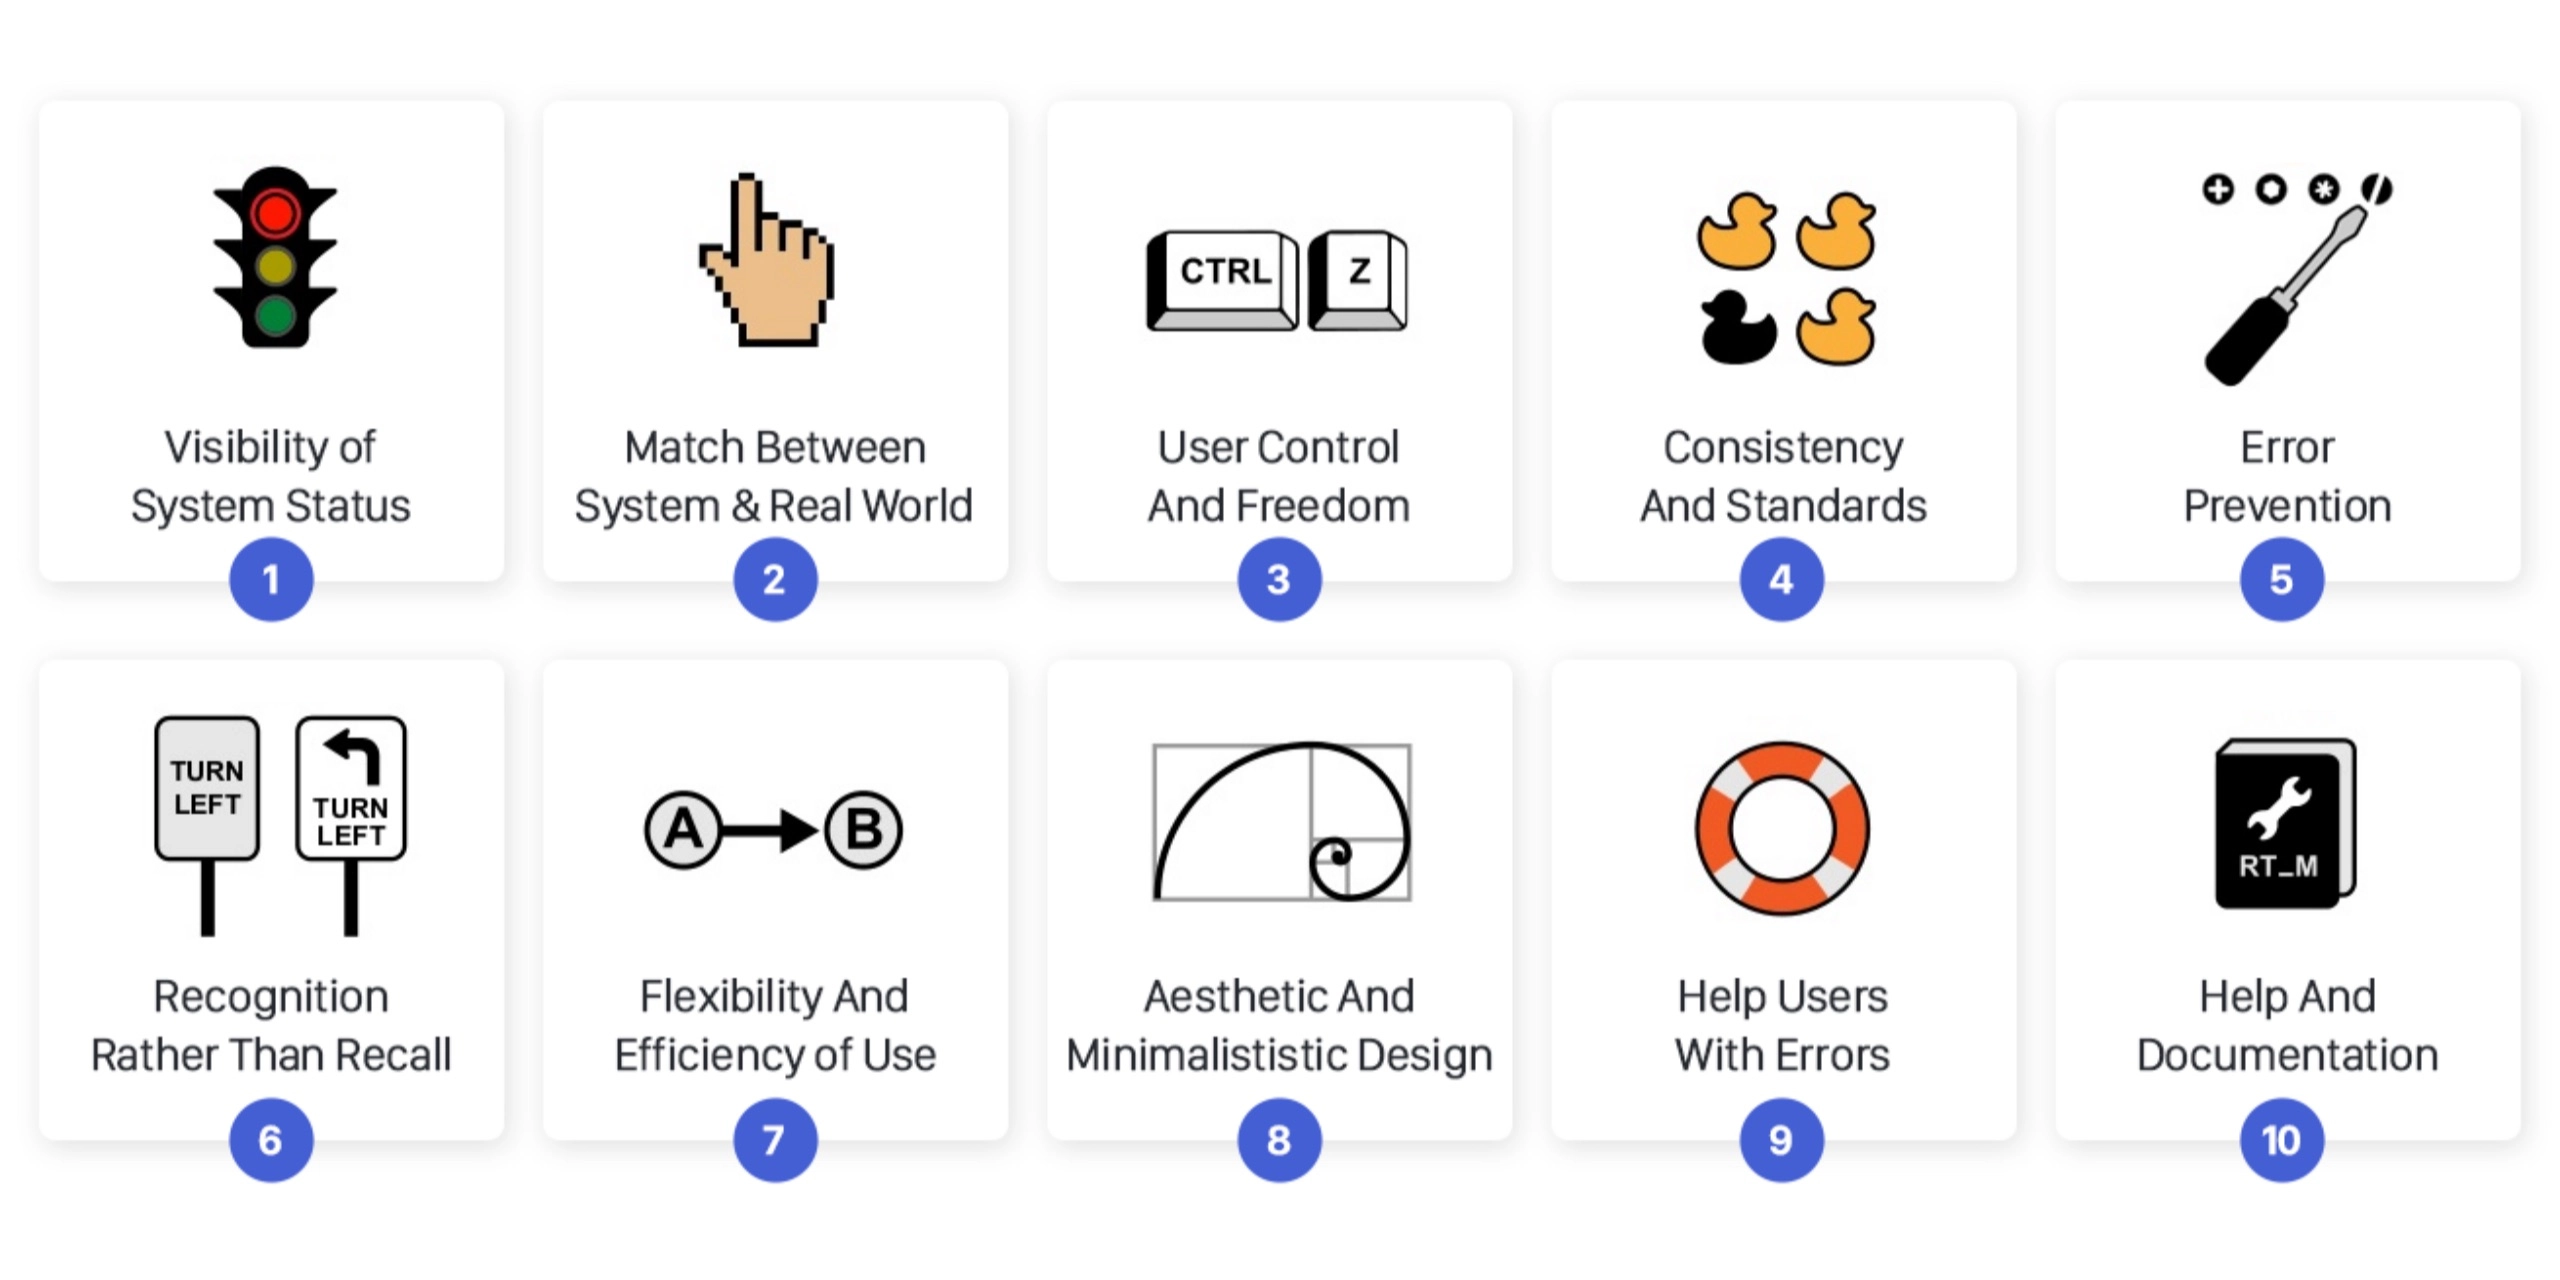 CTRL
Z
Visibility of
System Status
1
Match Between
System & Real World
2
User Control
And Freedom
3
Consistency
And Standards
4
Error
Prevention
5
TURN
LEFT
TURN
LEFT
Recognition
Rather Than Recall
6
A
B
Flexibility And
Efficiency of Use
7
Aesthetic And
Minimalististic Design
8
Help Users
With Errors
9
RT_M
Help And
Documentation
10